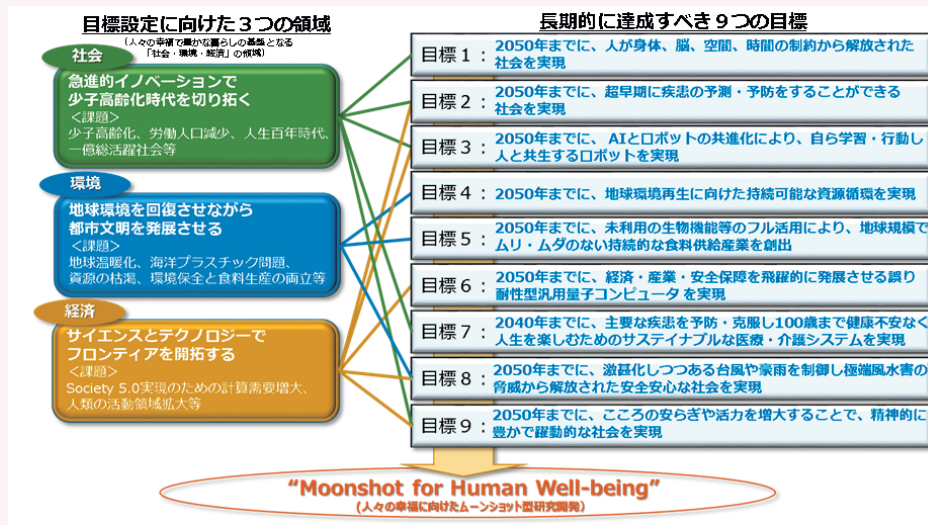 目標設定に向けた３つの領域
(人々の幸福で豊かな暮らしの基盤となる
「社会・環境・経済」の領域)
社会
急進的イノベーションで
少子高齢化時代を切り拓く
＜課題＞
少子高齢化、労働人口減少、人生百年時代、
一億総活躍社会等
環境
地球環境を回復させながら
都市文明を発展させる
＜課題＞
地球温暖化、海洋プラスチック問題、
資源の枯渇、環境保全と食料生産の両立等
経済
サイエンスとテクノロジーで
フロンティアを開拓する
＜課題＞
Society 5.0実現のための計算需要増大、
人類の活動領域拡大等
長期的に達成すべき９つの目標
目標１：2050年までに、人が身体、脳、空間、時間の制約から解放された
社会を実現
目標２：2050年までに、超早期に疾患の予測・予防をすることができる
社会を実現
目標３：2050年までに、AIとロボットの共進化により、自ら学習・行動し
人と共生するロボットを実現
目標４：2050年までに、地球環境再生に向けた持続可能な資源循環を実現
目標５：2050年までに、未利用の生物機能等のフル活用により、地球規模で
ムリ・ムダのない持続的な食料供給産業を創出
目標６：2050年までに、経済・産業・安全保障を飛躍的に発展させる誤り
耐性型汎用量子コンピュータを実現
目標７：2040年までに、主要な疾患を予防・克服し100歳まで健康不安なく
人生を楽しむためのサステイナブルな医療・介護システムを実現
目標８：2050年までに、激甚化しつつある台風や豪雨を制御し極端風水害の
脅威から解放された安全安心な社会を実現
目標９：2050年までに、こころの安らぎや活力を増大することで、精神的に
豊かで躍動的な社会を実現
“Moonshot for Human Well-being”
(人々の幸福に向けたムーンショット型研究開発)